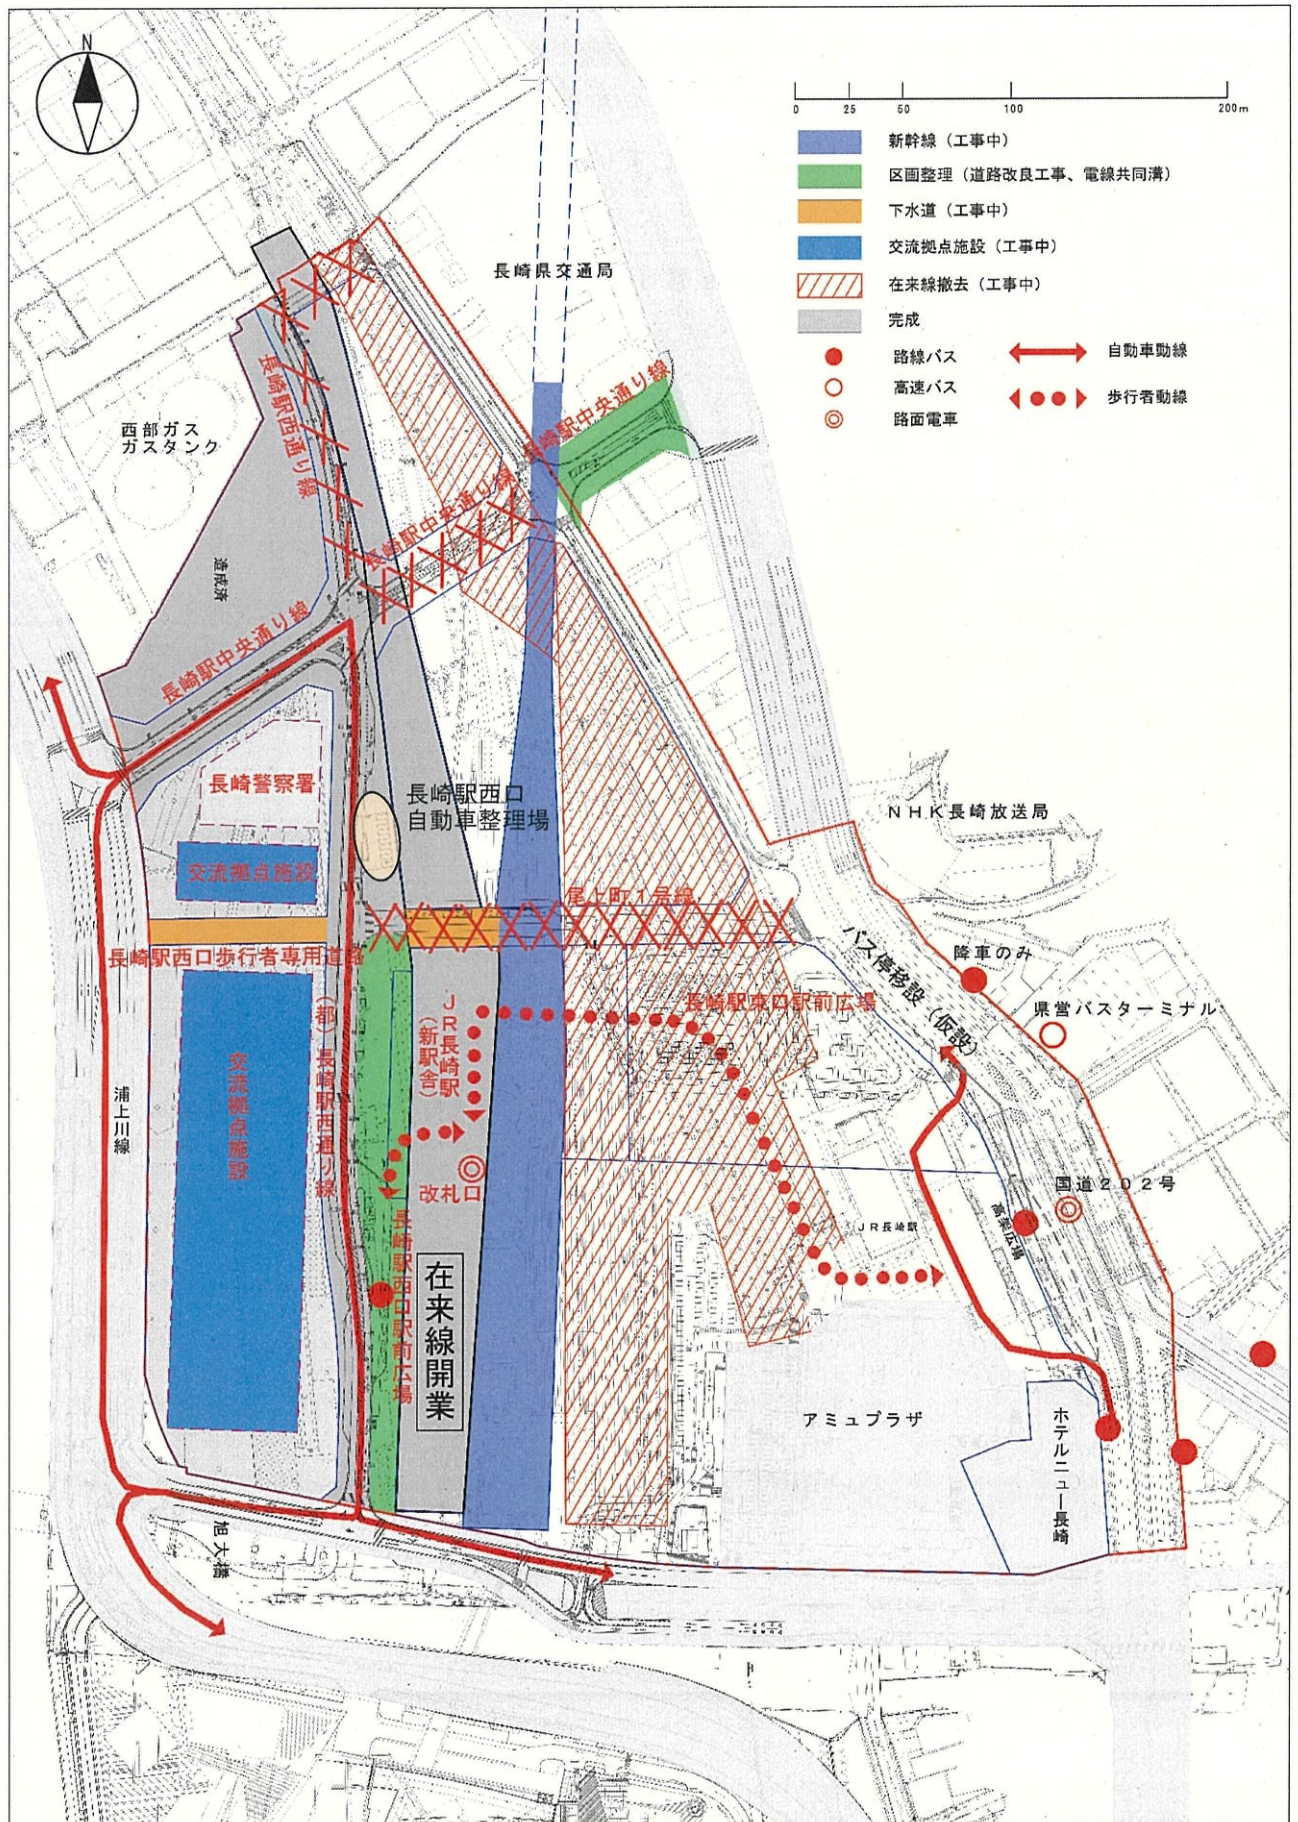 N
0 25 50 100 200m
新幹線（工事中）
区画整理（道路改良工事、電線共同溝）
下水道（工事中）
交流拠点施設（工事中）
在来線撤去（工事中）
完成
路線バス
自動車動線
高速バス
歩行者動線
路面電車
長崎県交通局
西部ガス
ガスタンク
長崎駅西通り線
長崎駅中央通り線
長崎駅中央通り線
造成済
長崎駅中央通り線
長崎警察署
長崎駅西口
自動車整理場
交流拠点施設
NHK長崎放送局
尾上町1号線
長崎駅西口歩行者専用道路
バス停移設（仮設）
降車のみ
県営バスターミナル
長崎駅東口駅前広場
JR長崎駅
（新駅舎）
（都）長崎駅西通り線
交流拠点施設
浦上川線
改札口
国道202号
高架広場
JR長崎駅
長崎駅西口駅前広場
在来線開業
アミュプラザ
ホテルニュー長崎
旭大橋